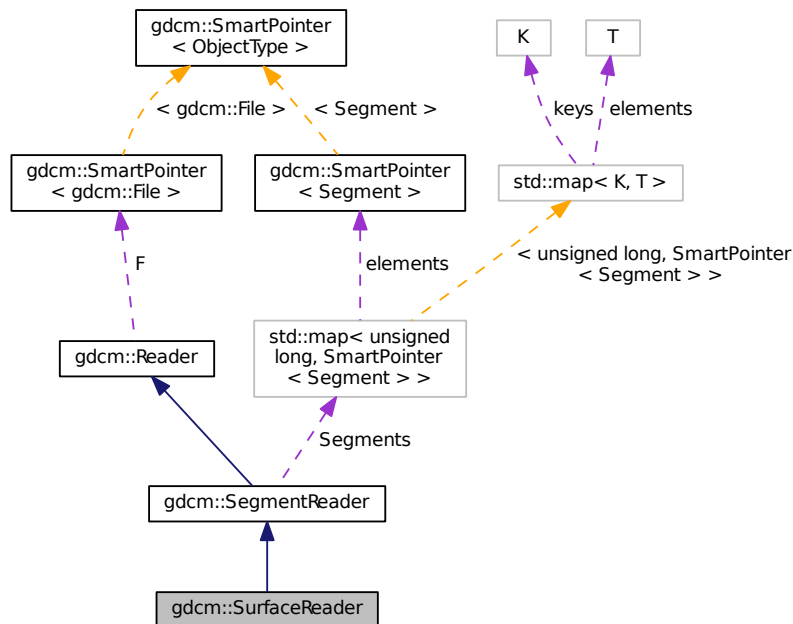 gdcm::SmartPointer
< ObjectType >
K
T
< gdcm::File >
< Segment >
keys
elements
gdcm::SmartPointer
< gdcm::File >
gdcm::SmartPointer
< Segment >
std::map< K, T >
F
elements
< unsigned long, SmartPointer
< Segment > >
gdcm::Reader
std::map< unsigned
long, SmartPointer
< Segment > >
Segments
gdcm::SegmentReader
gdcm::SurfaceReader